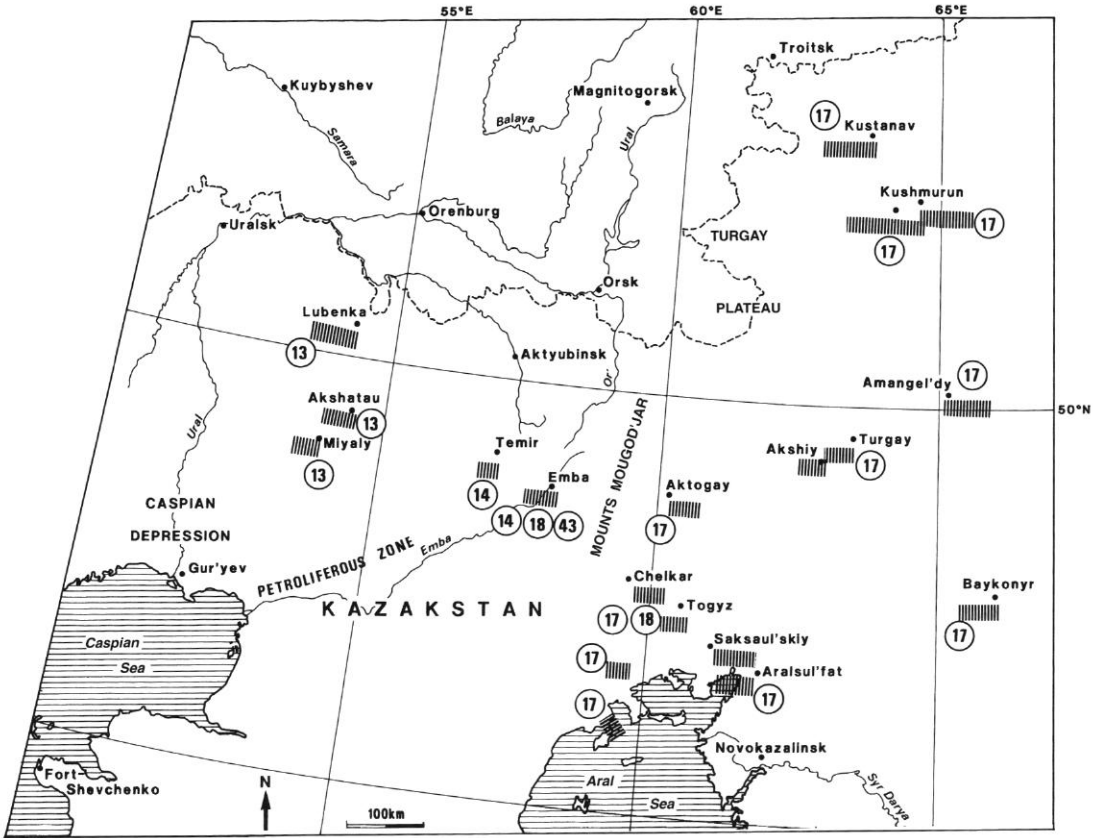 55°E
60°E
65°E
Troitsk
Kuybyshev
Magnitogorsk
Balaya
Samara
Ural
17
Kustanav
Kushmurun
17
17
Orenburg
Uralsk
TURGAY
PLATEAU
Orsk
Lubenka
13
Aktyubinsk
Or'
Amangel'dy
17
50°N
Akshatau
13
Miyaly
13
Ural
Temir
14
Emba
14
18
43
MOUNTS MOUGOD'JAR
Akshiy
Turgay
17
Aktogay
17
CASPIAN
DEPRESSION
PETROLIFEROUS ZONE
Emba
Gur'yev
KAZAKSTAN
Chelkar
17
18
Togyz
Baykonyr
17
Caspian
Sea
Saksaul'skiy
17
Aralsul'fat
17
17
Novokazalinsk
Fort-
Shevchenko
N
100km
Aral
Sea
Syr Darya